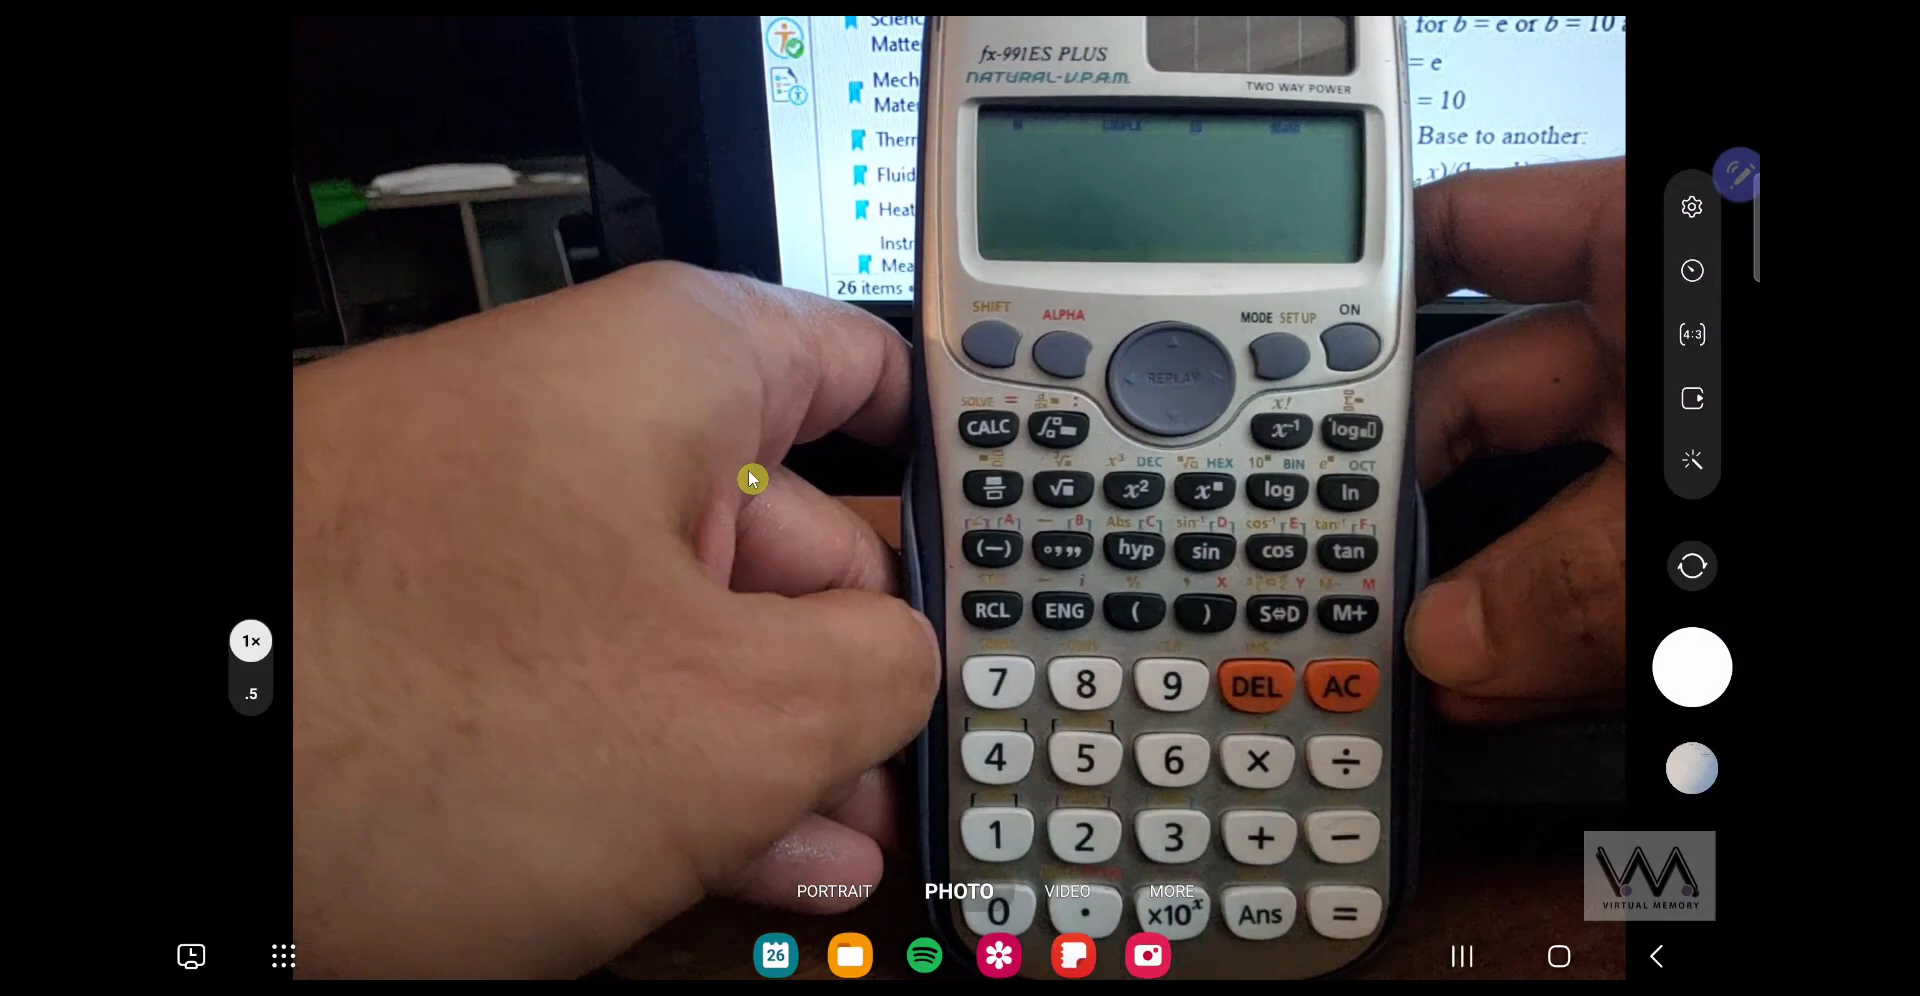 Scienc
Matte
Mech
Mate
Therr
Fluid
Heat
Instr
Mea
26 items
for b = e or b = 10
= e
= 10
Base to another:
fx-991ES PLUS
NATURAL-V.P.A.M.
TWO WAY POWER
SHIFT
ALPHA
MODE SETUP
ON
REPLAY
SOLVE =
x!
CALC
x⁻¹
log
x³ DEC HEX 10 BIN e OCT
x² x log ln
A B Abs C sin⁻¹ D cos⁻¹ E tan⁻¹ F
(−) °,,, hyp sin cos tan
i X Y M− M
RCL ENG ( ) S⇔D M+
7 8 9 DEL AC
4 5 6 × ÷
1 2 3 + −
0 . ×10ˣ Ans =
4:3
1×
.5
PORTRAIT PHOTO VIDEO MORE
26
VIRTUAL MEMORY